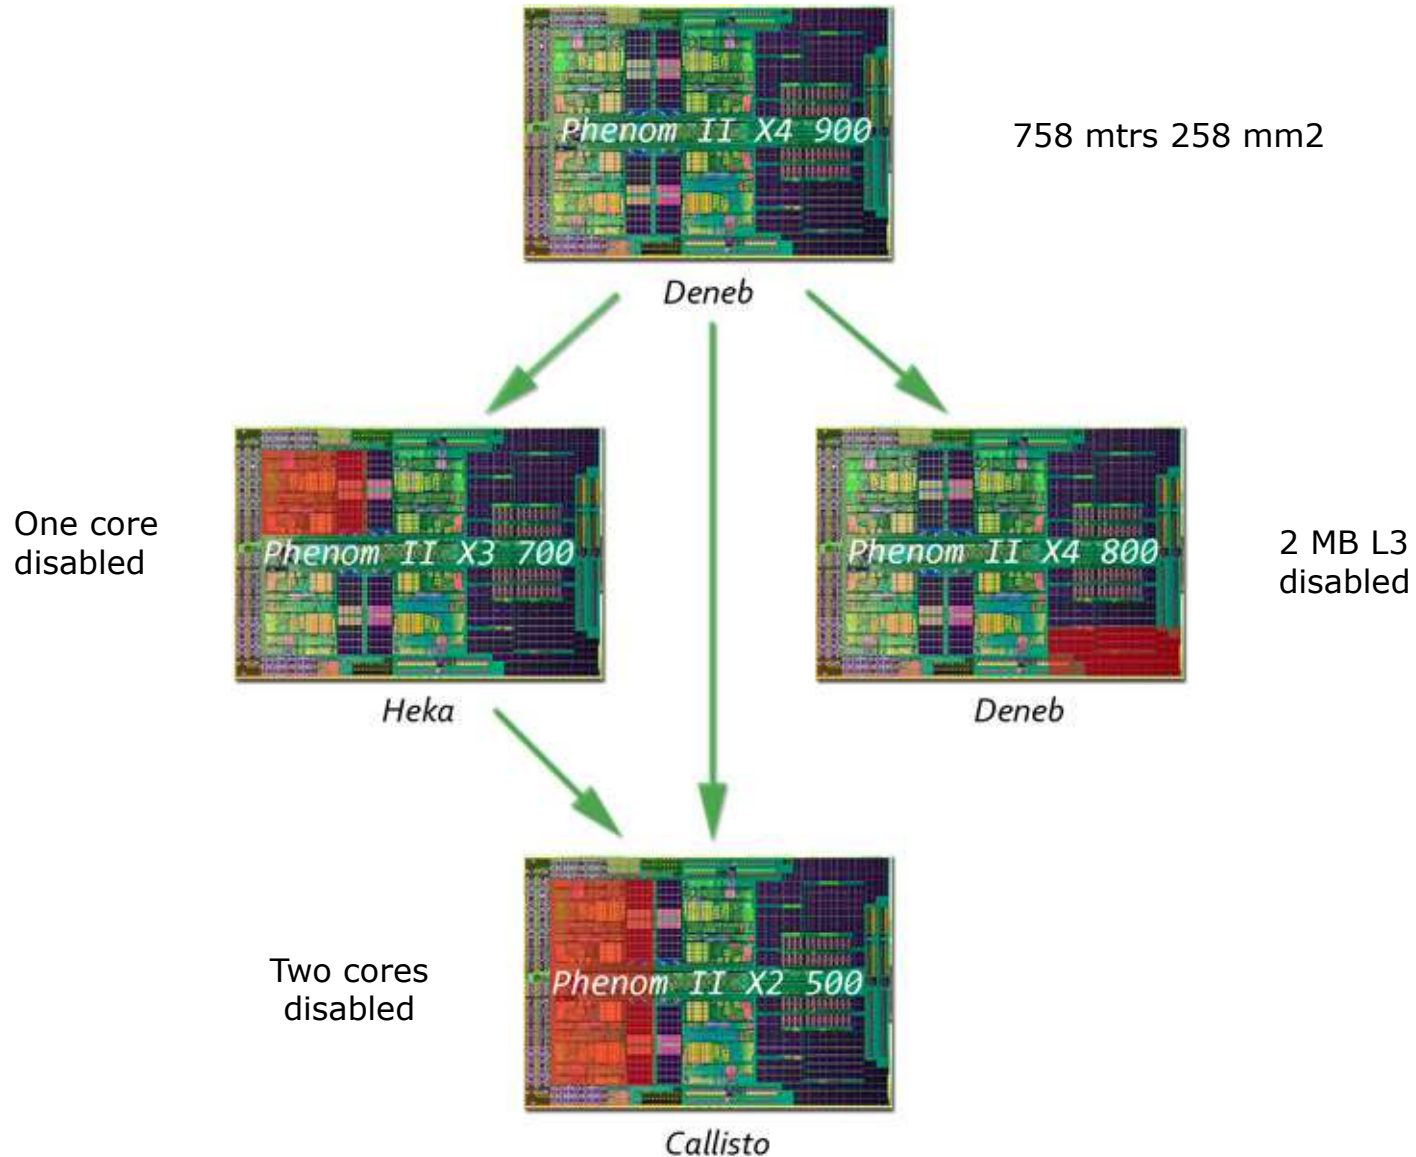 Phenom II X4 900
758 mtrs 258 mm2
Deneb
One core
disabled
Phenom II X3 700
Heka
Phenom II X4 800
Deneb
2 MB L3
disabled
Two cores
disabled
Phenom II X2 500
Callisto